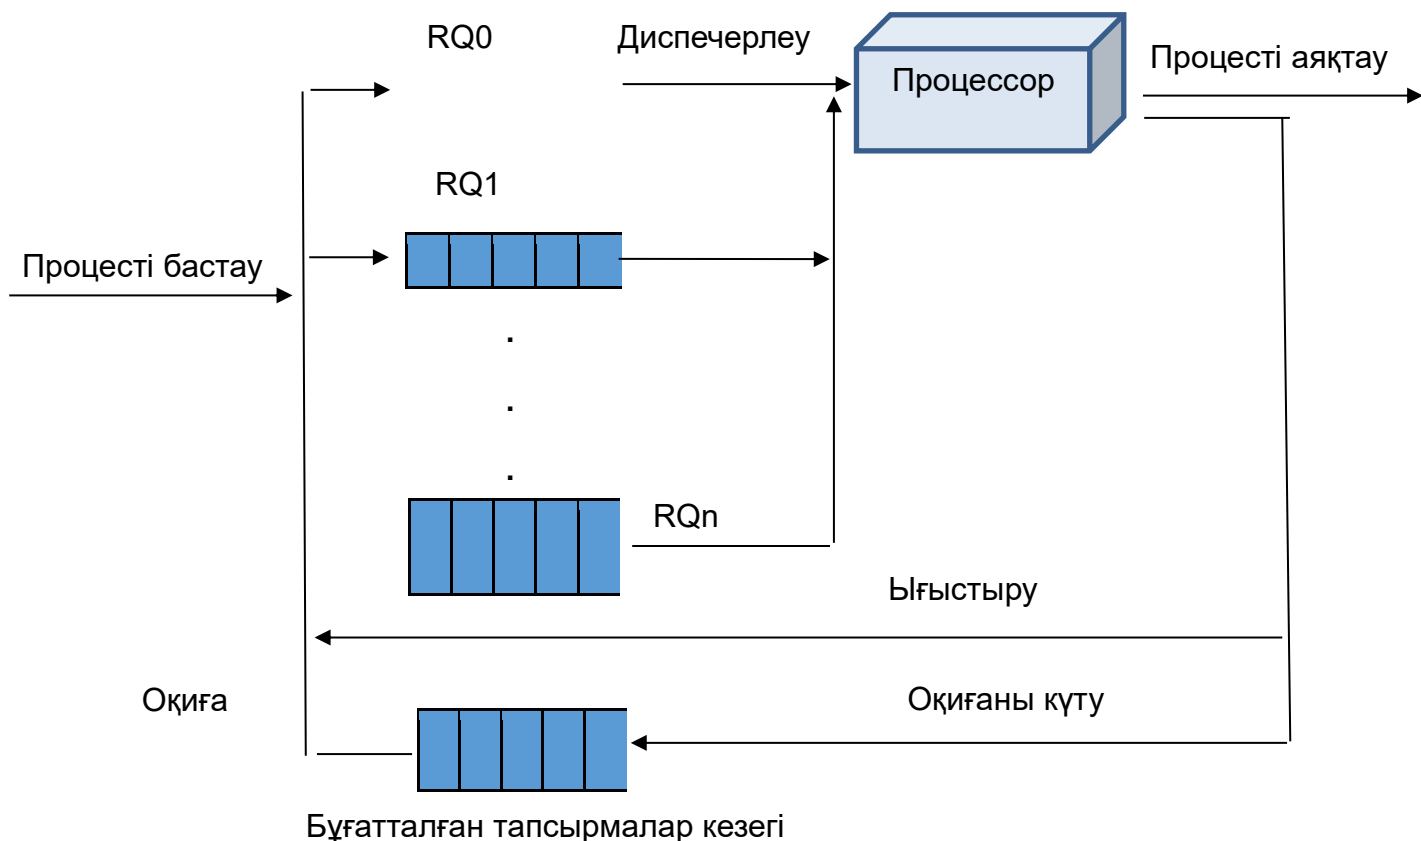 RQ0
Диспечерлеу
Процессор
Процесті аяқтау
RQ1
Процесті бастау
.
.
.
RQn
Ығыстыру
Оқиға
Оқиғаны күту
Бұғатталған тапсырмалар кезегі